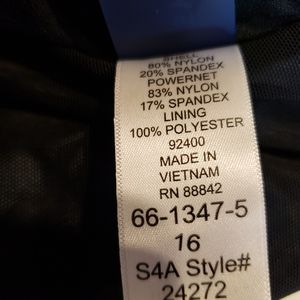 SHELL
80% NYLON
20% SPANDEX
POWERNET
83% NYLON
17% SPANDEX
LINING
100% POLYESTER
92400
MADE IN
VIETNAM
RN 88842
66-1347-5
16
S4A Style#
24272